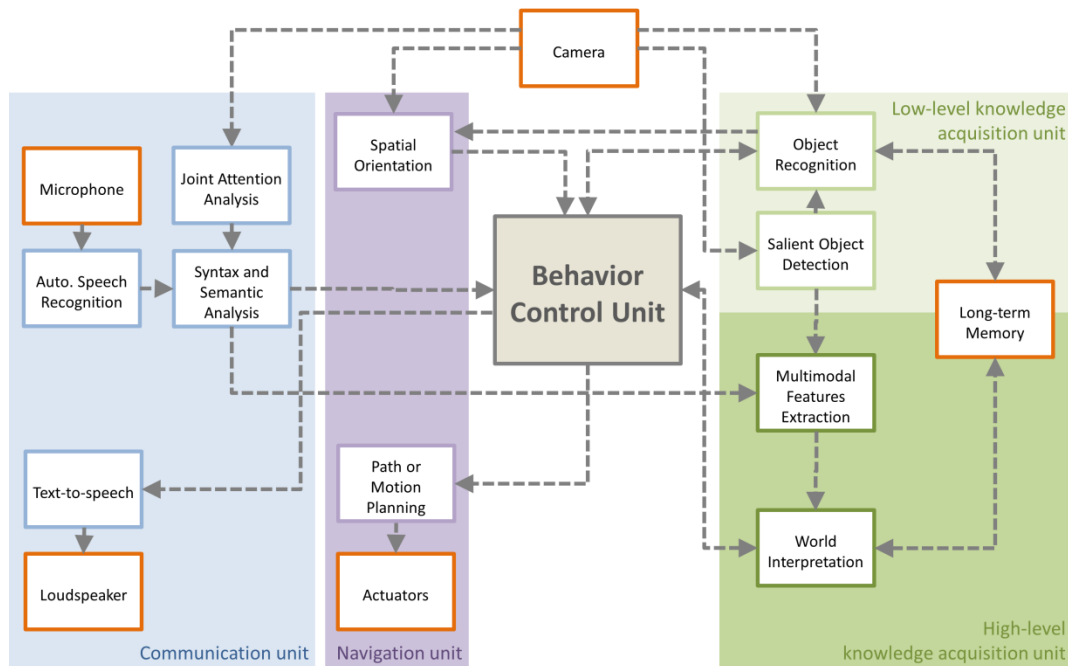 Camera
Low-level knowledge
acquisition unit
Spatial
Orientation
Object
Recognition
Microphone
Joint Attention
Analysis
Salient Object
Detection
Auto. Speech
Recognition
Syntax and
Semantic
Analysis
Behavior
Control Unit
Long-term
Memory
Multimodal
Features
Extraction
Text-to-speech
Path or
Motion
Planning
World
Interpretation
Loudspeaker
Actuators
Communication unit
Navigation unit
High-level
knowledge acquisition unit